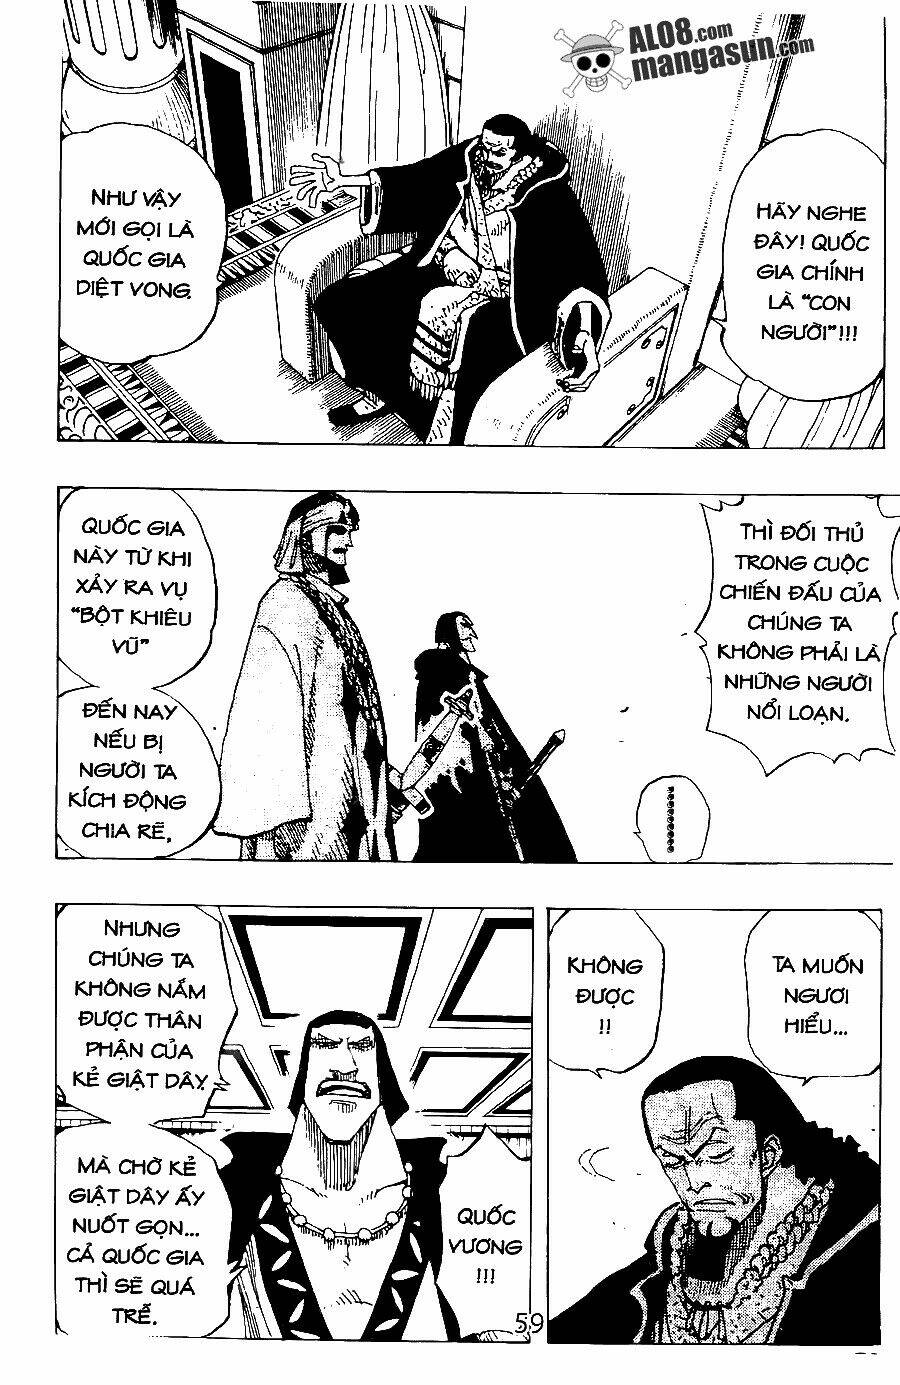 ALO8.com
mangasun.com
HÃY NGHE
ĐÂY! QUỐC
GIA CHÍNH
LÀ "CON
NGƯỜI"!!!
NHƯ VẬY
MỚI GỌI LÀ
QUỐC GIA
DIỆT VONG.
THÌ ĐỐI THỦ
TRONG CUỘC
CHIẾN ĐẤU CỦA
CHÚNG TA
KHÔNG PHẢI LÀ
NHỮNG NGƯỜI
NỔI LOẠN.
QUỐC GIA
NÀY TỪ KHI
XẢY RA VỤ
"BỘT KHIÊU
VŨ"
ĐẾN NAY
NẾU BỊ
NGƯỜI TA
KÍCH ĐỘNG
CHIA RẼ.
TA MUỐN
NGƯƠI
HIỂU...
KHÔNG
ĐƯỢC
!!
QUỐC
VƯƠNG
!!!
NHƯNG
CHÚNG TA
KHÔNG NẮM
ĐƯỢC THÂN
PHẬN CỦA
KẺ GIẬT DÂY.
MÀ CHỜ KẺ
GIẬT DÂY ẤY
NUỐT GỌN...
CẢ QUỐC GIA
THÌ SẼ QUÁ
TRỄ.
59